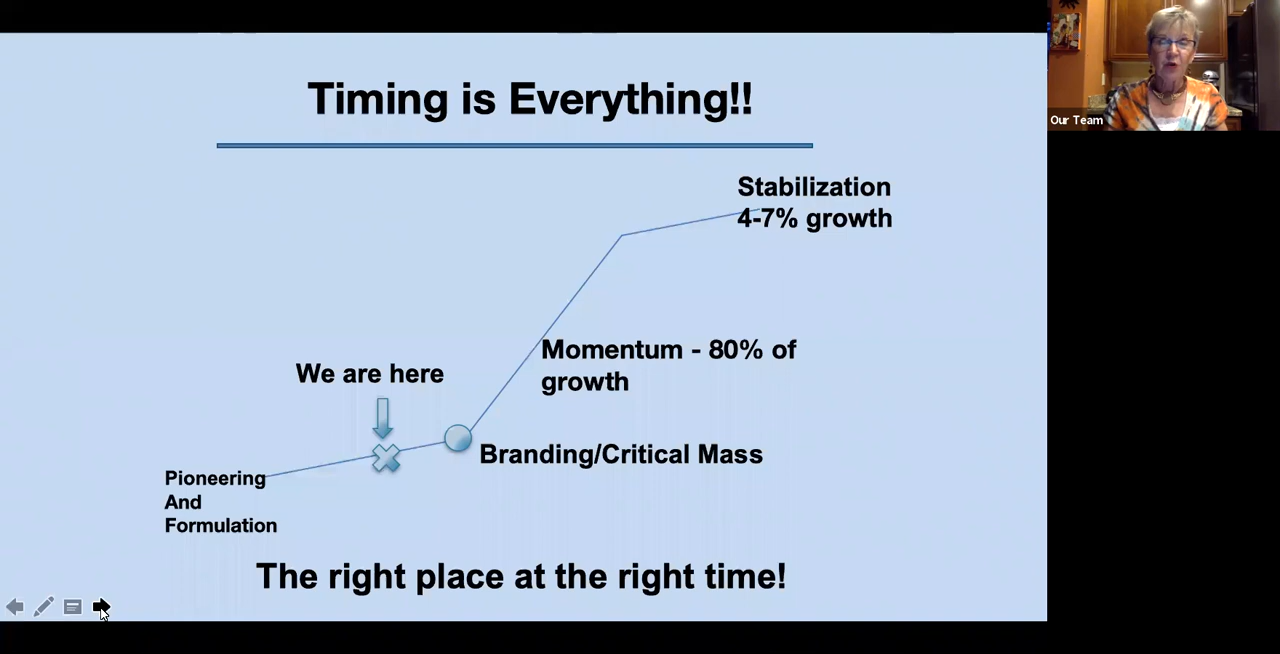 Timing is Everything!!
Stabilization
4-7% growth
Momentum - 80% of
growth
We are here
Branding/Critical Mass
Pioneering
And
Formulation
The right place at the right time!
Our Team